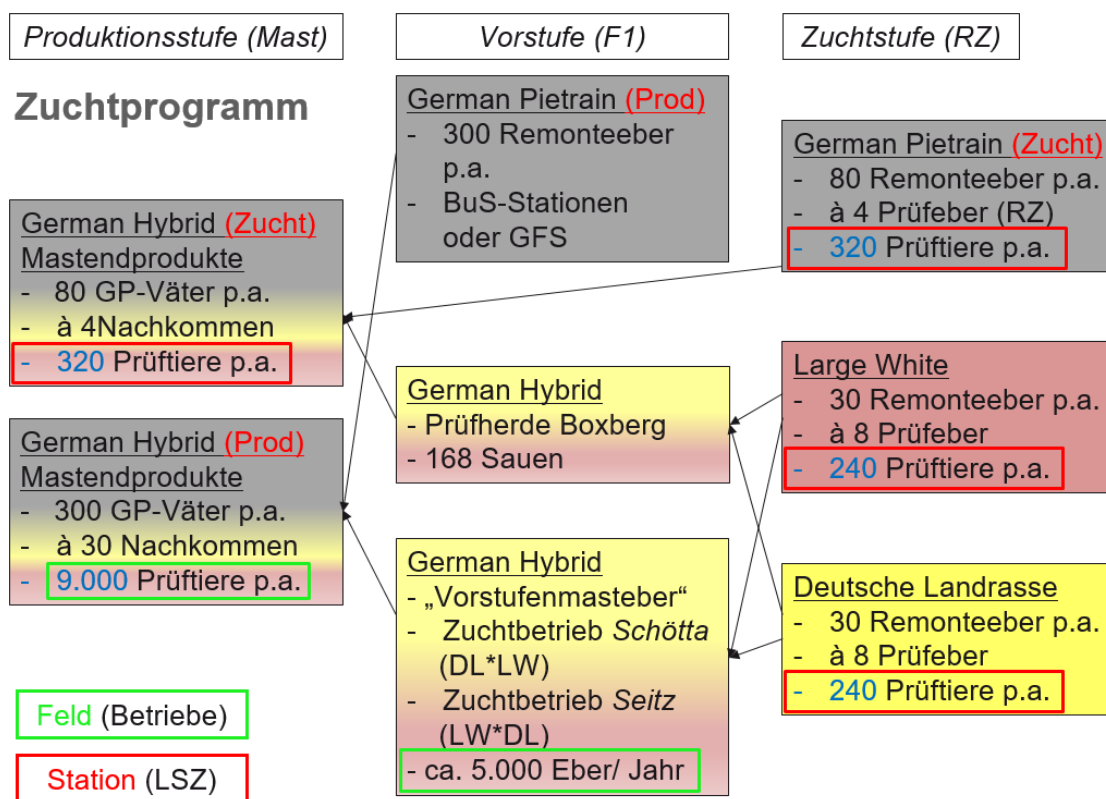 Produktionsstufe (Mast)
Vorstufe (F1)
Zuchtstufe (RZ)
Zuchtprogramm
German Hybrid (Zucht)
Mastendprodukte
- 80 GP-Väter p.a.
- à 4Nachkommen
- 320 Prüftiere p.a.
German Hybrid (Prod)
Mastendprodukte
- 300 GP-Väter p.a.
- à 30 Nachkommen
- 9.000 Prüftiere p.a.
Feld (Betriebe)
Station (LSZ)
German Pietrain (Prod)
- 300 Remonteeber
p.a.
- BuS-Stationen
oder GFS
German Hybrid
- Prüfherde Boxberg
- 168 Sauen
German Hybrid
- „Vorstufenmasteber“
- Zuchtbetrieb Schötta
(DL*LW)
- Zuchtbetrieb Seitz
(LW*DL)
- ca. 5.000 Eber/ Jahr
German Pietrain (Zucht)
- 80 Remonteeber p.a.
- à 4 Prüfeber (RZ)
- 320 Prüftiere p.a.
Large White
- 30 Remonteeber p.a.
- à 8 Prüfeber
- 240 Prüftiere p.a.
Deutsche Landrasse
- 30 Remonteeber p.a.
- à 8 Prüfeber
- 240 Prüftiere p.a.